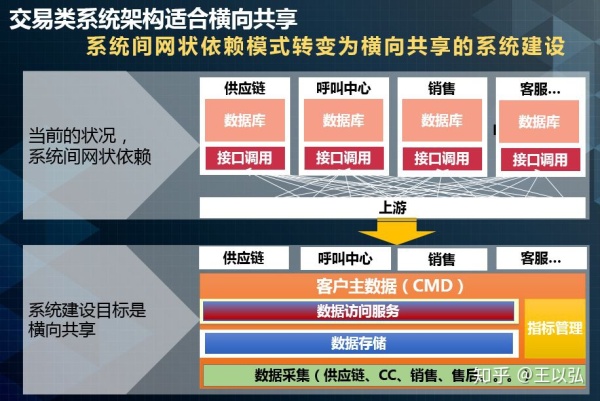 交易类系统架构适合横向共享
系统间网状依赖模式转变为横向共享的系统建设
当前的状况，
系统间网状依赖
供应链 呼叫中心 销售 客服...
数据库 数据库 数据库 数据库
接口调用 接口调用 接口调用 接口调用
上游
系统建设目标是
横向共享
供应链 呼叫中心 销售 客服...
客户主数据（CMD）
数据访问服务
指标管理
数据存储
数据采集（供应链、CC、销售、售后。。。）
知乎 @王以弘